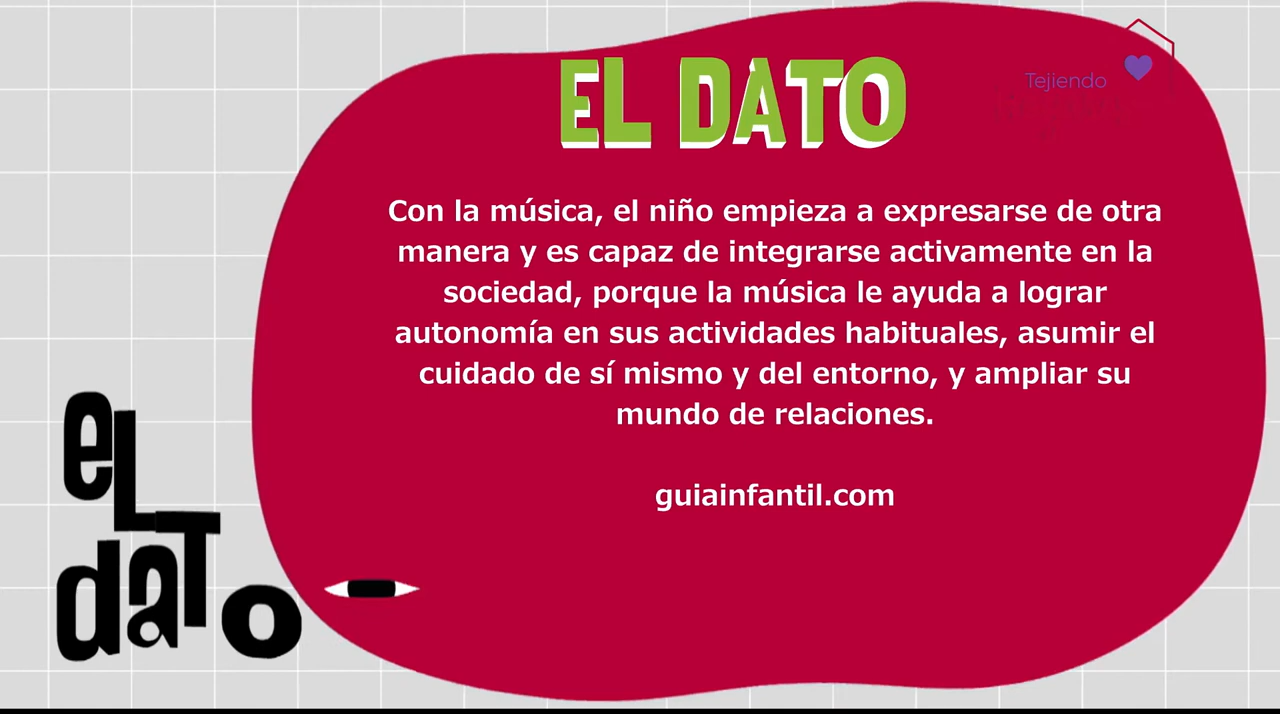 EL DATO
Tejiendo
Con la música, el niño empieza a expresarse de otra
manera y es capaz de integrarse activamente en la
sociedad, porque la música le ayuda a lograr
autonomía en sus actividades habituales, asumir el
cuidado de sí mismo y del entorno, y ampliar su
mundo de relaciones.
guiainfantil.com
eL
daTo